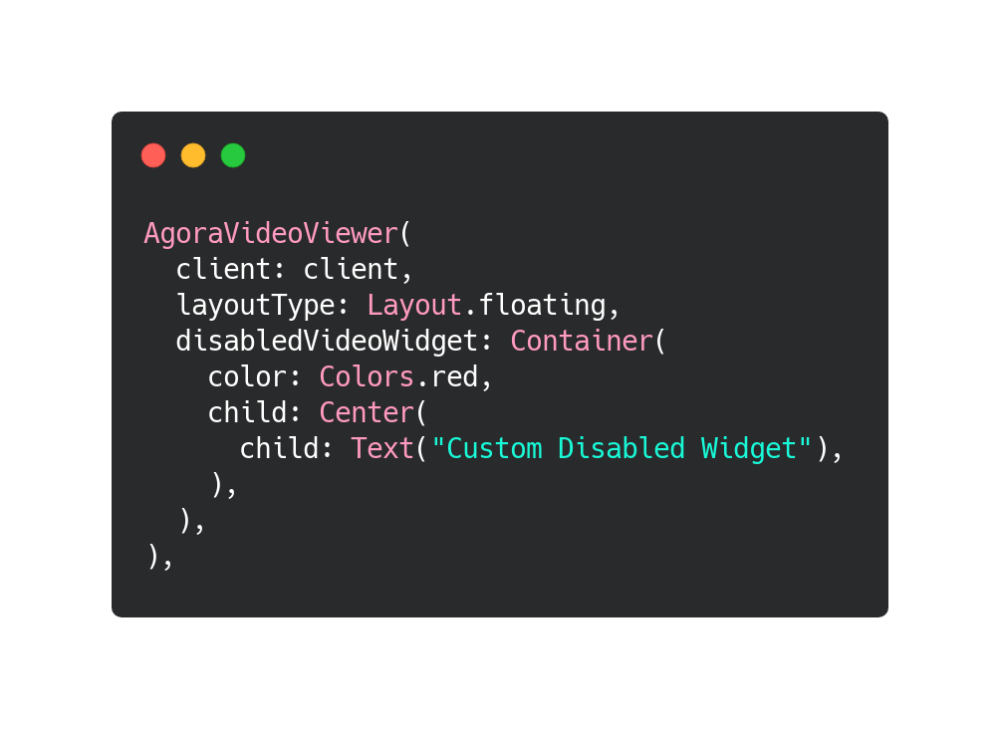 AgoraVideoViewer(
  client: client,
  layoutType: Layout.floating,
  disabledVideoWidget: Container(
    color: Colors.red,
    child: Center(
      child: Text("Custom Disabled Widget"),
    ),
  ),
),